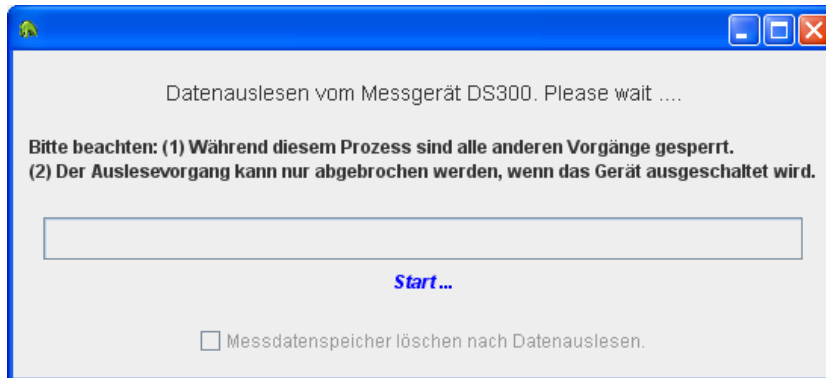 Datenauslesen vom Messgerät DS300. Please wait ....
Bitte beachten: (1) Während diesem Prozess sind alle anderen Vorgänge gesperrt.
(2) Der Auslesevorgang kann nur abgebrochen werden, wenn das Gerät ausgeschaltet wird.
Start ...
Messdatenspeicher löschen nach Datenauslesen.